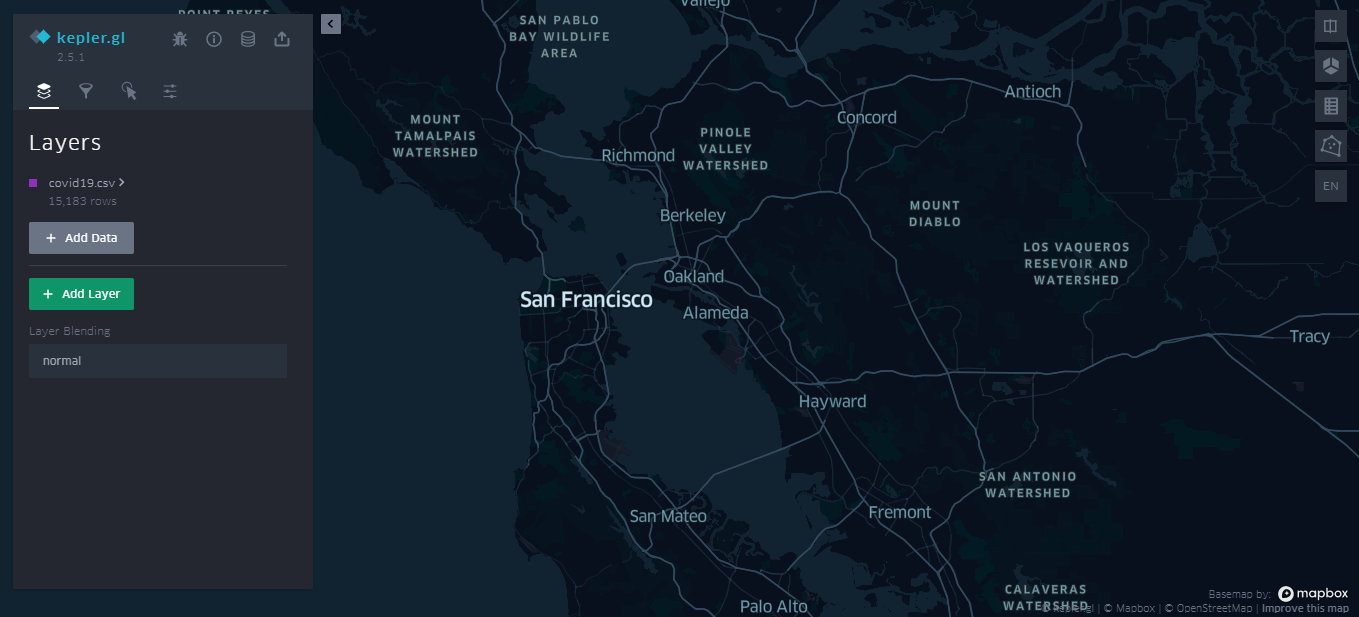 POINT REYES
kepler.gl
2.5.1
Layers
covid19.csv
15,183 rows
+ Add Data
+ Add Layer
Layer Blending
normal
Vallejo
SAN PABLO
BAY WILDLIFE
AREA
Antioch
MOUNT
TAMALPAIS
WATERSHED
Concord
PINOLE
VALLEY
WATERSHED
Richmond
Berkeley
MOUNT
DIABLO
LOS VAQUEROS
RESEVOIR AND
WATERSHED
Oakland
San Francisco
Alameda
Tracy
Hayward
SAN ANTONIO
WATERSHED
San Mateo
Fremont
CALAVERAS
WATERSHED
Palo Alto
EN
Basemap by:
mapbox
© kepler.gl | © Mapbox | © OpenStreetMap | Improve this map